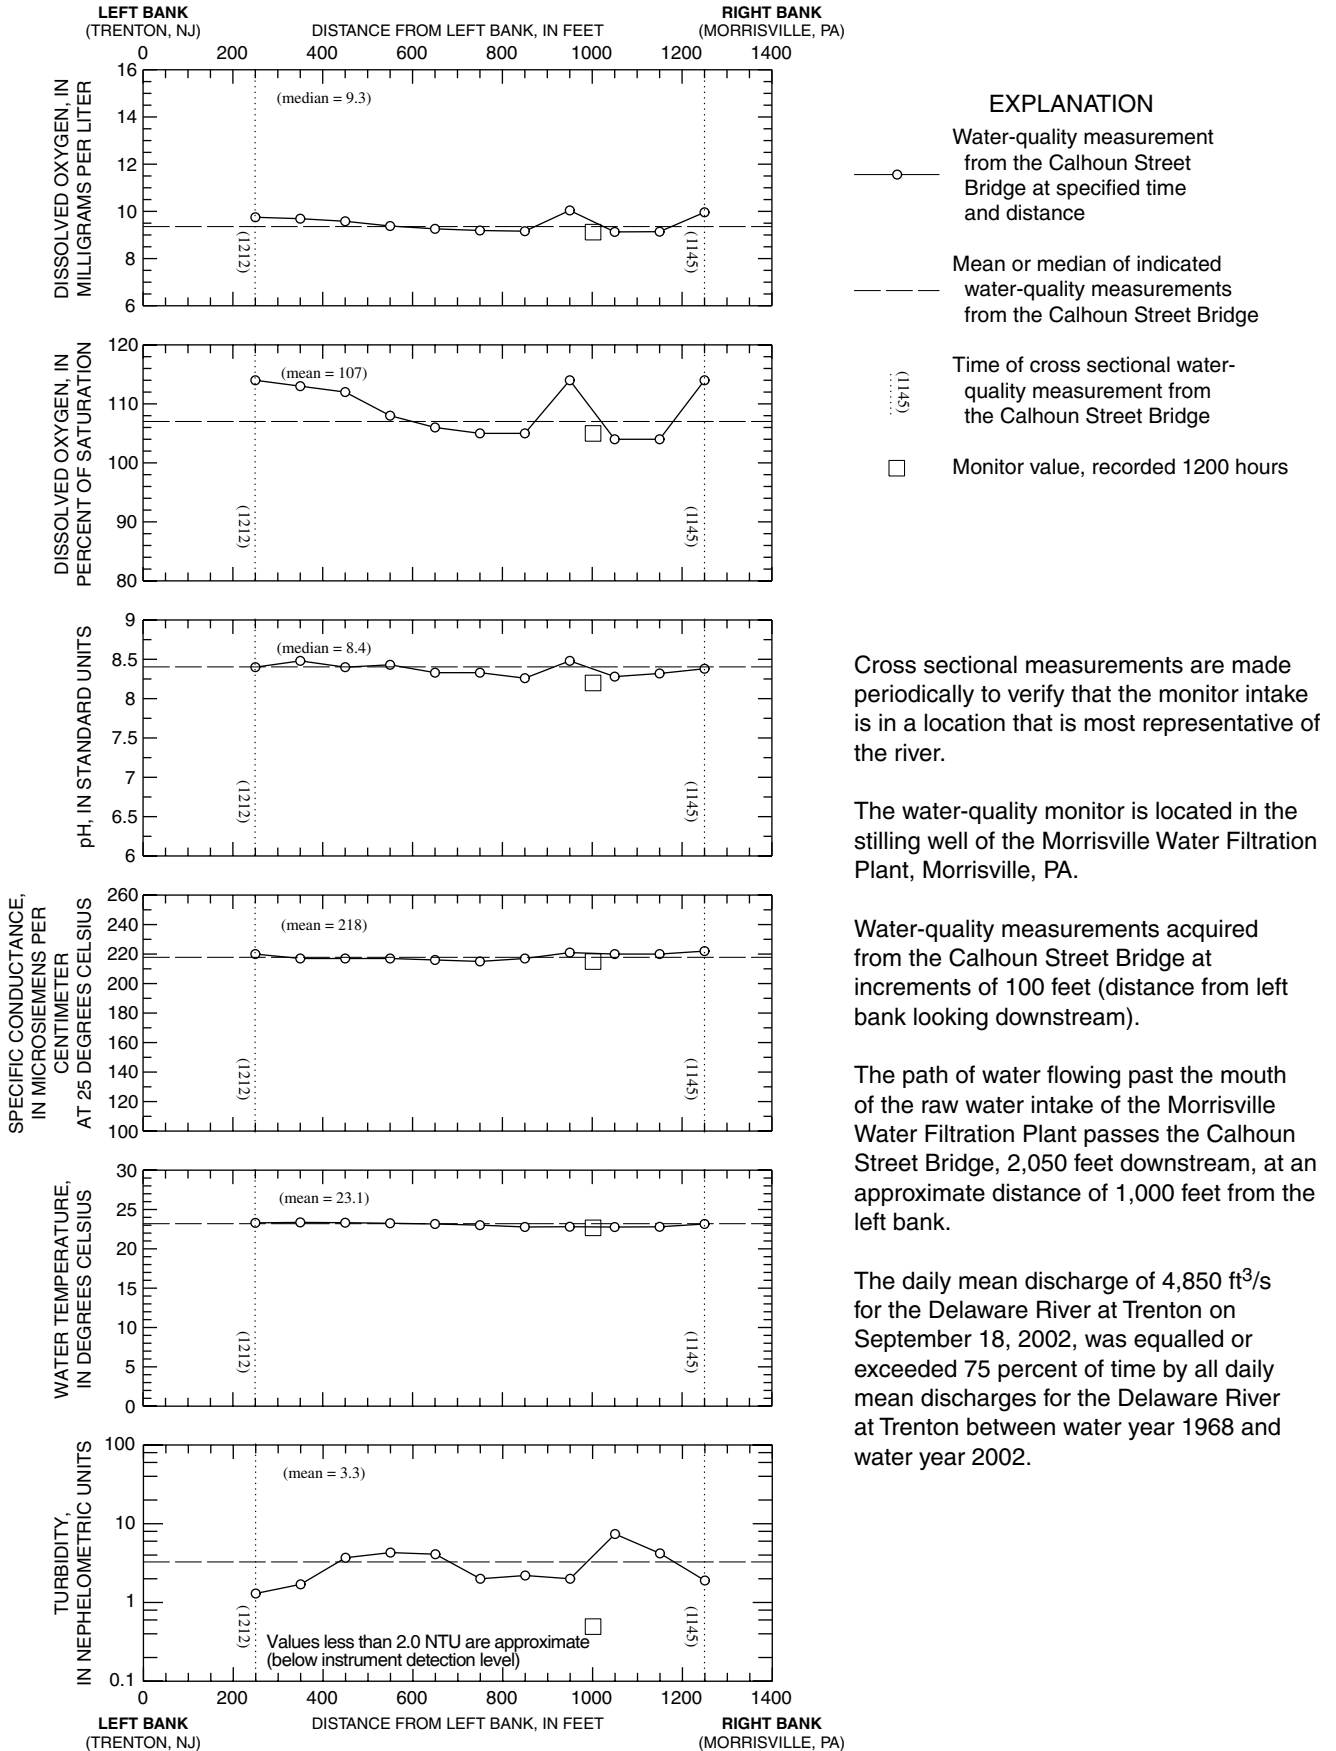 LEFT BANK
(TRENTON, NJ)
DISTANCE FROM LEFT BANK, IN FEET
RIGHT BANK
(MORRISVILLE, PA)
0 200 400 600 800 1000 1200 1400
DISSOLVED OXYGEN, IN
MILLIGRAMS PER LITER
16
14
12
10
8
6
(median = 9.3)
(1212)
(1145)
DISSOLVED OXYGEN, IN
PERCENT OF SATURATION
120
110
100
90
80
(mean = 107)
(1212)
(1145)
pH, IN STANDARD UNITS
9
8.5
8
7.5
7
6.5
6
(median = 8.4)
(1212)
(1145)
SPECIFIC CONDUCTANCE,
IN MICROSIEMENS PER
CENTIMETER
AT 25 DEGREES CELSIUS
260
240
220
200
180
160
140
120
100
(mean = 218)
(1212)
(1145)
WATER TEMPERATURE,
IN DEGREES CELSIUS
30
25
20
15
10
5
0
(mean = 23.1)
(1212)
(1145)
TURBIDITY,
IN NEPHELOMETRIC UNITS
100
10
1
0.1
(mean = 3.3)
(1212)
(1145)
Values less than 2.0 NTU are approximate
(below instrument detection level)
0 200 400 600 800 1000 1200 1400
LEFT BANK
(TRENTON, NJ)
DISTANCE FROM LEFT BANK, IN FEET
RIGHT BANK
(MORRISVILLE, PA)
EXPLANATION
Water-quality measurement
from the Calhoun Street
Bridge at specified time
and distance
Mean or median of indicated
water-quality measurements
from the Calhoun Street Bridge
(1145)
Time of cross sectional water-
quality measurement from
the Calhoun Street Bridge
Monitor value, recorded 1200 hours
Cross sectional measurements are made
periodically to verify that the monitor intake
is in a location that is most representative of
the river.
The water-quality monitor is located in the
stilling well of the Morrisville Water Filtration
Plant, Morrisville, PA.
Water-quality measurements acquired
from the Calhoun Street Bridge at
increments of 100 feet (distance from left
bank looking downstream).
The path of water flowing past the mouth
of the raw water intake of the Morrisville
Water Filtration Plant passes the Calhoun
Street Bridge, 2,050 feet downstream, at an
approximate distance of 1,000 feet from the
left bank.
The daily mean discharge of 4,850 ft³/s
for the Delaware River at Trenton on
September 18, 2002, was equalled or
exceeded 75 percent of time by all daily
mean discharges for the Delaware River
at Trenton between water year 1968 and
water year 2002.